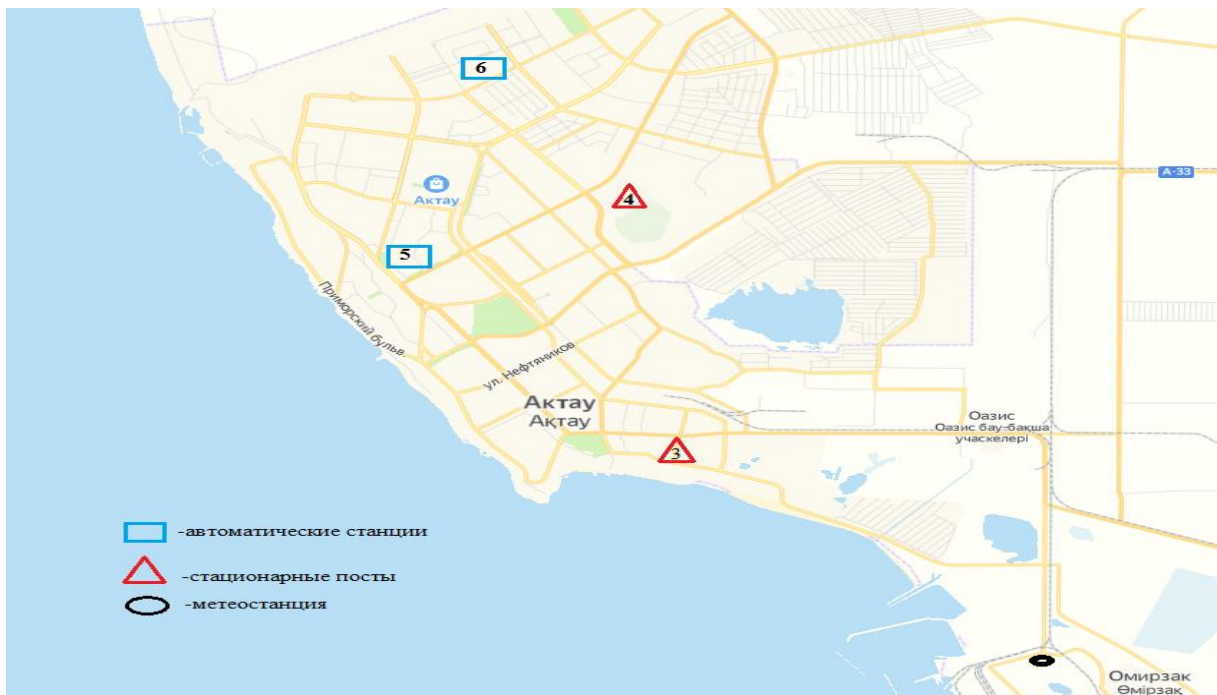 6
4
А-33
Актау
5
Приморский бульв.
ул. Нефтяников
Актау
Ақтау
Оазис
Оазис бау-бақша
учаскелері
3
-автоматические станции
-стационарные посты
-метеостанция
Омирзак
Өмірзақ